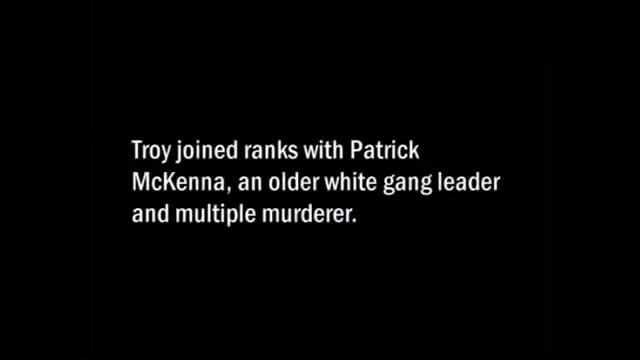 Troy joined ranks with Patrick
McKenna, an older white gang leader
and multiple murderer.